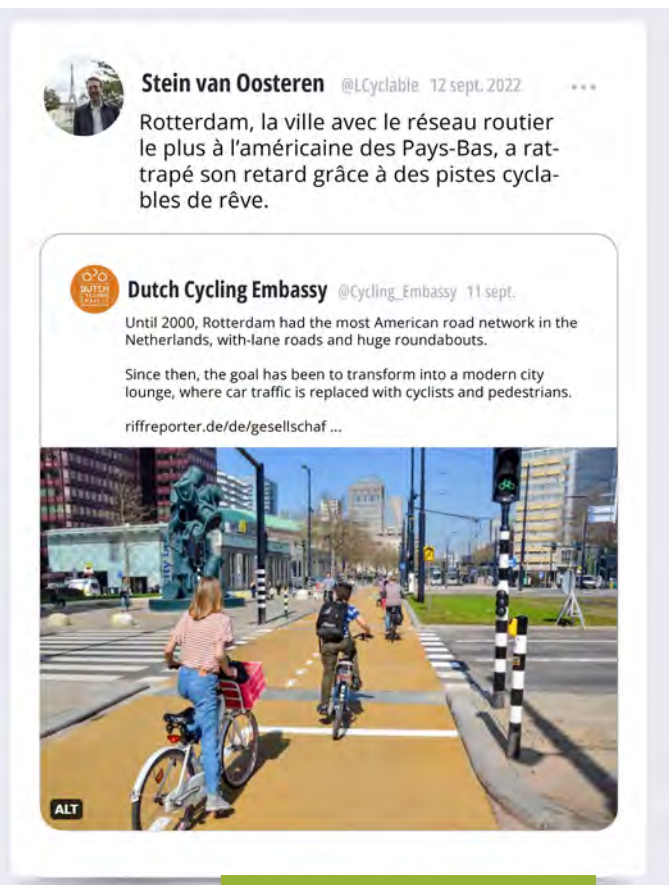 Stein van Oosteren @LCyclable 12 sept. 2022
Rotterdam, la ville avec le réseau routier
le plus à l'américaine des Pays-Bas, a rat-
trapé son retard grâce à des pistes cycla-
bles de rêve.
DUTCH
Dutch Cycling Embassy @Cycling_Embassy 11 sept.
Until 2000, Rotterdam had the most American road network in the
Netherlands, with-lane roads and huge roundabouts.
Since then, the goal has been to transform into a modern city
lounge, where car traffic is replaced with cyclists and pedestrians.
riffreporter.de/de/gesellschaf ...
ALT